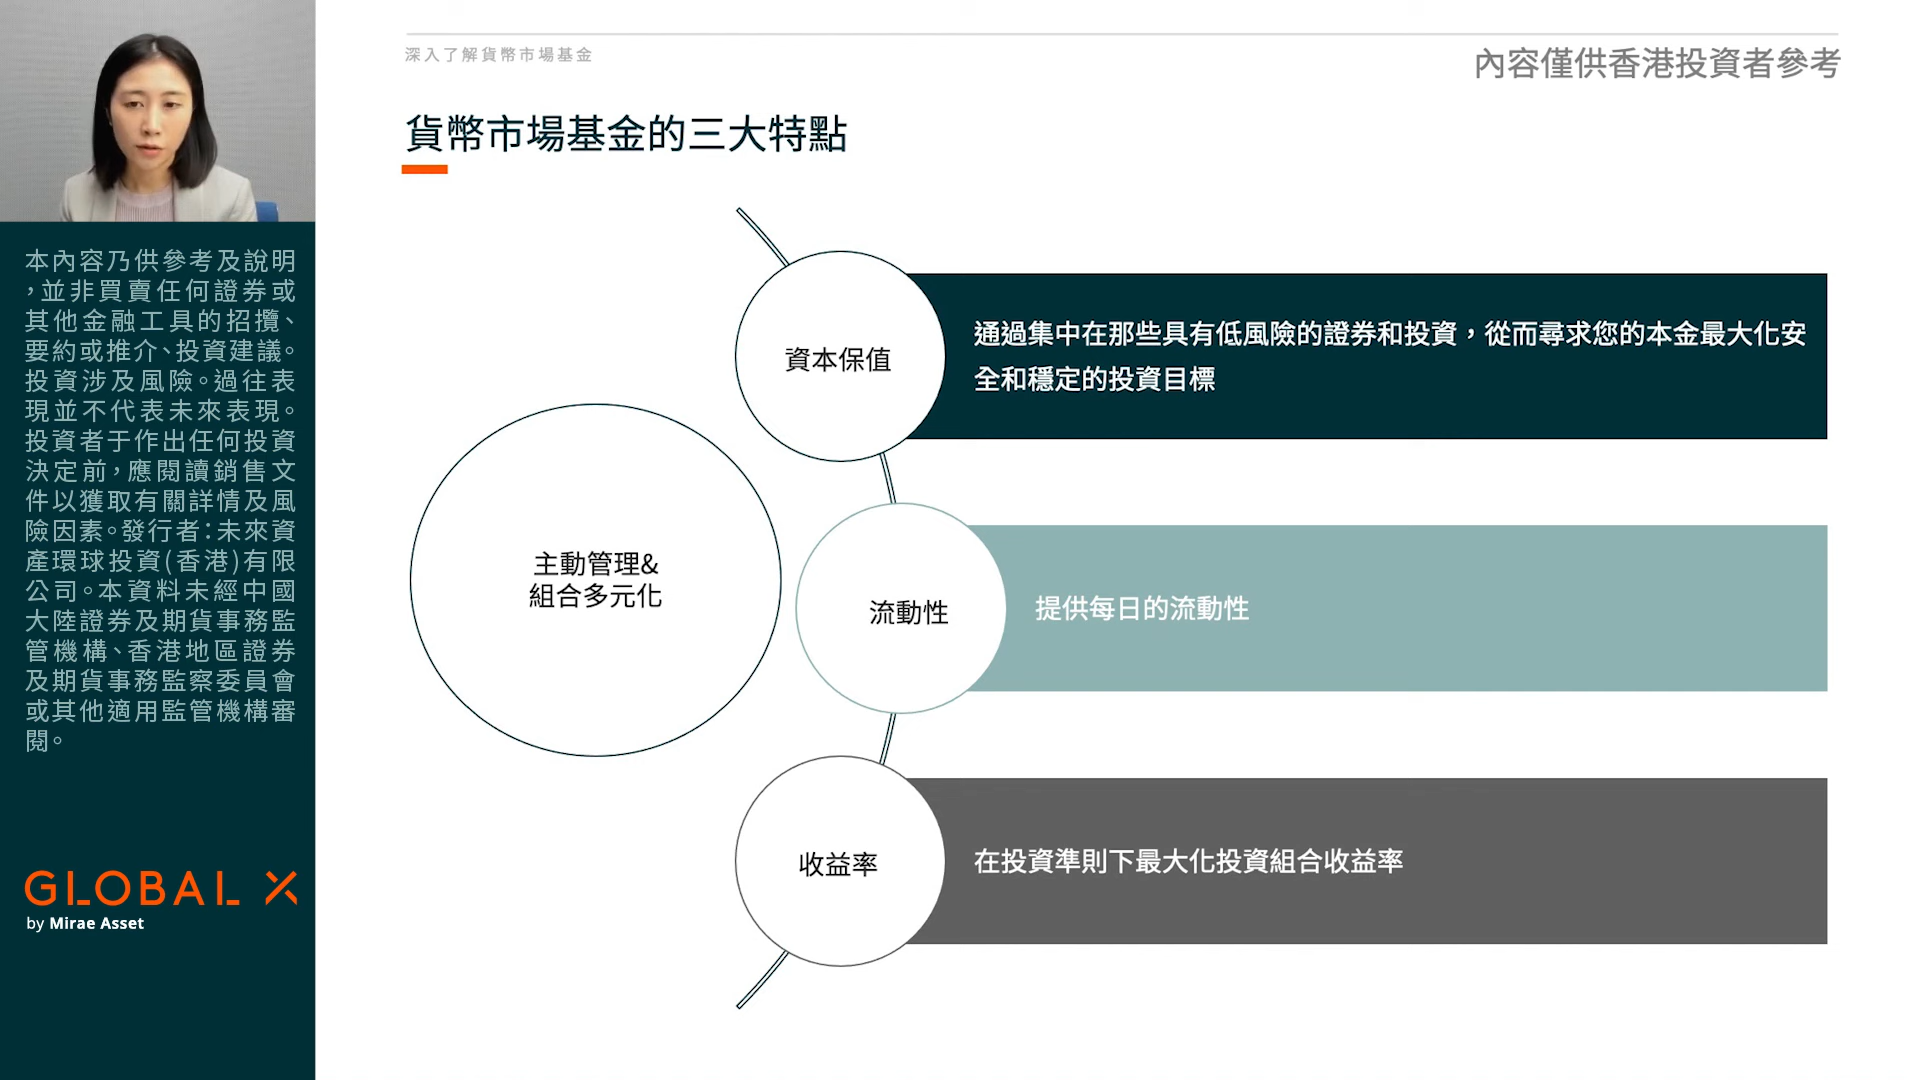 深入了解貨幣市場基金
內容僅供香港投資者參考
貨幣市場基金的三大特點
本內容乃供參考及說明
，並非買賣任何證券或
其他金融工具的招攬、
要約或推介、投資建議。
投資涉及風險。過往表
現並不代表未來表現。
投資者于作出任何投資
決定前，應閱讀銷售文
件以獲取有關詳情及風
險因素。發行者：未來資
產環球投資(香港)有限
公司。本資料未經中國
大陸證券及期貨事務監
管機構、香港地區證券
及期貨事務監察委員會
或其他適用監管機構審
閱。
GLOBAL X
by Mirae Asset
主動管理&
組合多元化
資本保值
通過集中在那些具有低風險的證券和投資，從而尋求您的本金最大化安
全和穩定的投資目標
流動性
提供每日的流動性
收益率
在投資準則下最大化投資組合收益率